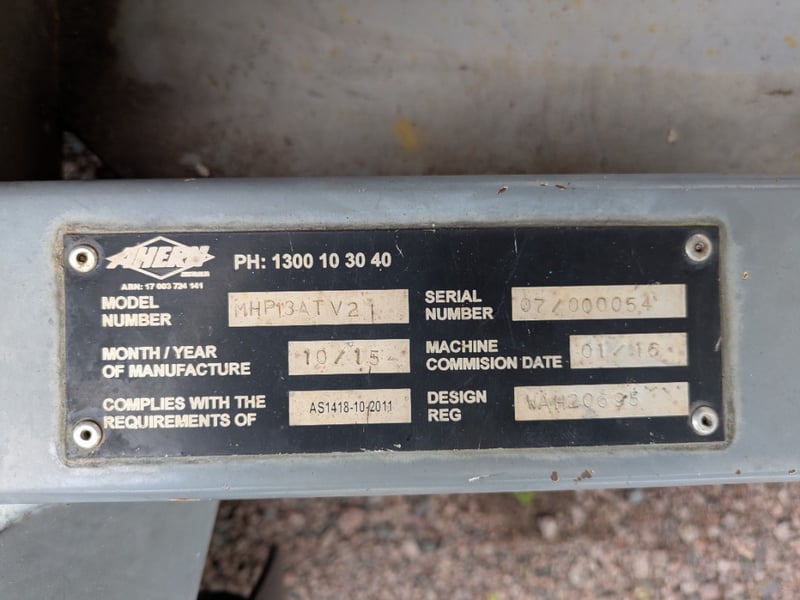 AHERN
PH: 1300 10 30 40
ABN: 17 003 734 141
MODEL NUMBER MHP13ATV21
SERIAL NUMBER 07/000054
MONTH / YEAR OF MANUFACTURE 10/15
MACHINE COMMISION DATE 01/16
COMPLIES WITH THE REQUIREMENTS OF AS1418-10-2011
DESIGN REG WAH20695